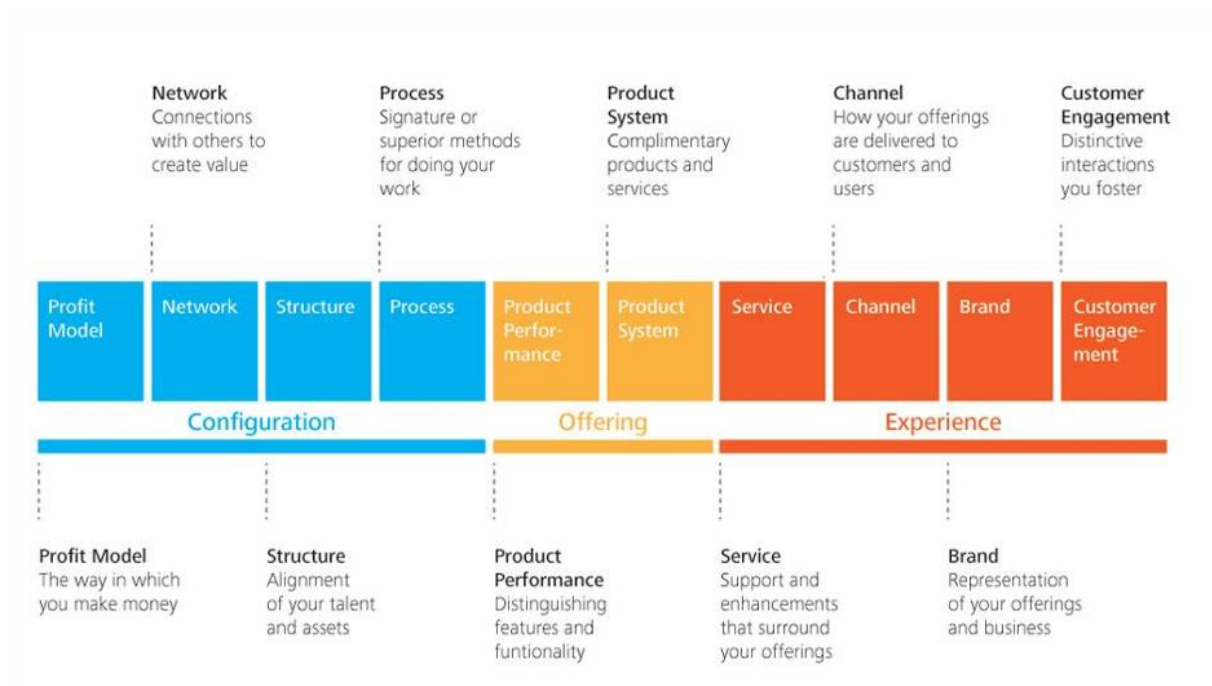 Network
Connections
with others to
create value
Process
Signature or
superior methods
for doing your
work
Product
System
Complimentary
products and
services
Channel
How your offerings
are delivered to
customers and
users
Customer
Engagement
Distinctive
interactions
you foster
Profit
Model
Network
Structure
Process
Product
Perfor-
mance
Product
System
Service
Channel
Brand
Customer
Engage-
ment
Configuration
Offering
Experience
Profit Model
The way in which
you make money
Structure
Alignment
of your talent
and assets
Product
Performance
Distinguishing
features and
funtionality
Service
Support and
enhancements
that surround
your offerings
Brand
Representation
of your offerings
and business